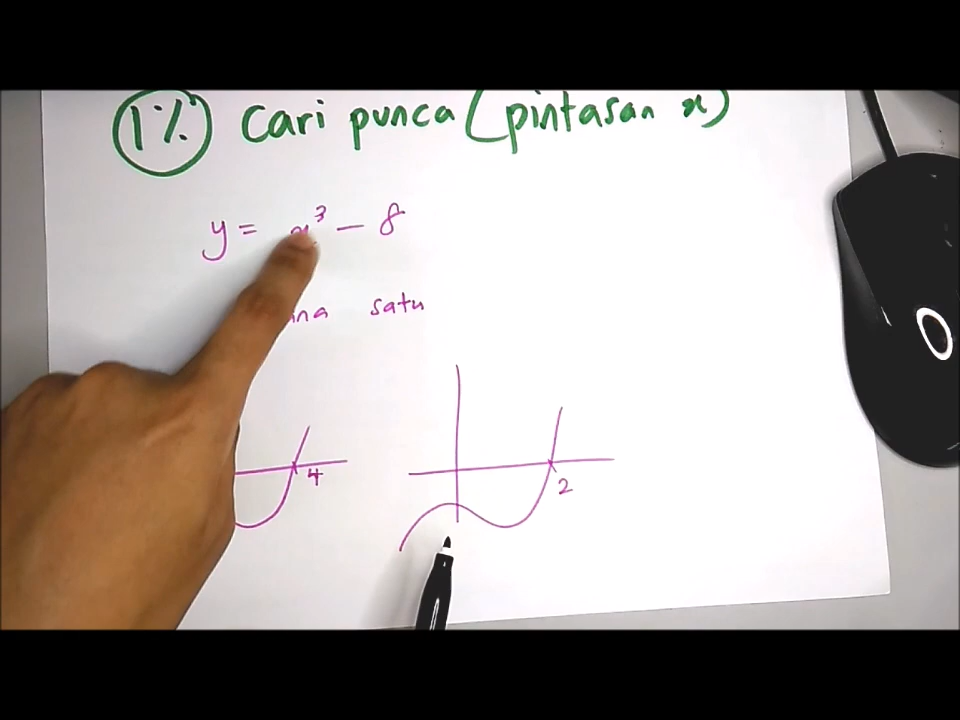 1% Cari punca (pintasan x)
y = x³ - 8
satu
4
2